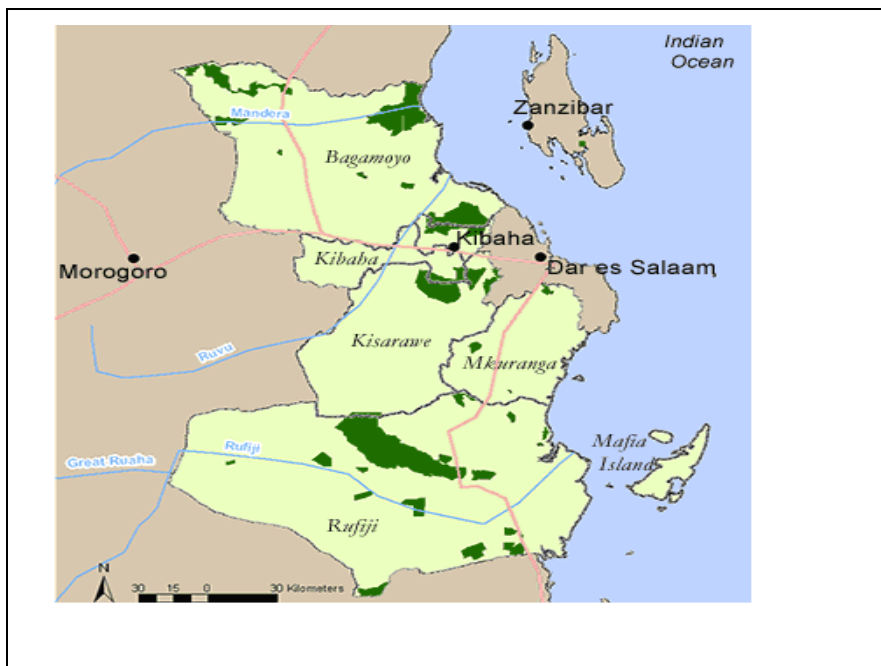 Indian
Ocean
Zanzibar
Mandera
Bagamoyo
Kibaha
Kibaha
Morogoro
Dar es Salaam
Kisarawe
Ruvu
Mkuranga
Mafia
Island
Rufiji
Great Ruaha
Rufiji
N
30 15 0 30 Kilometers